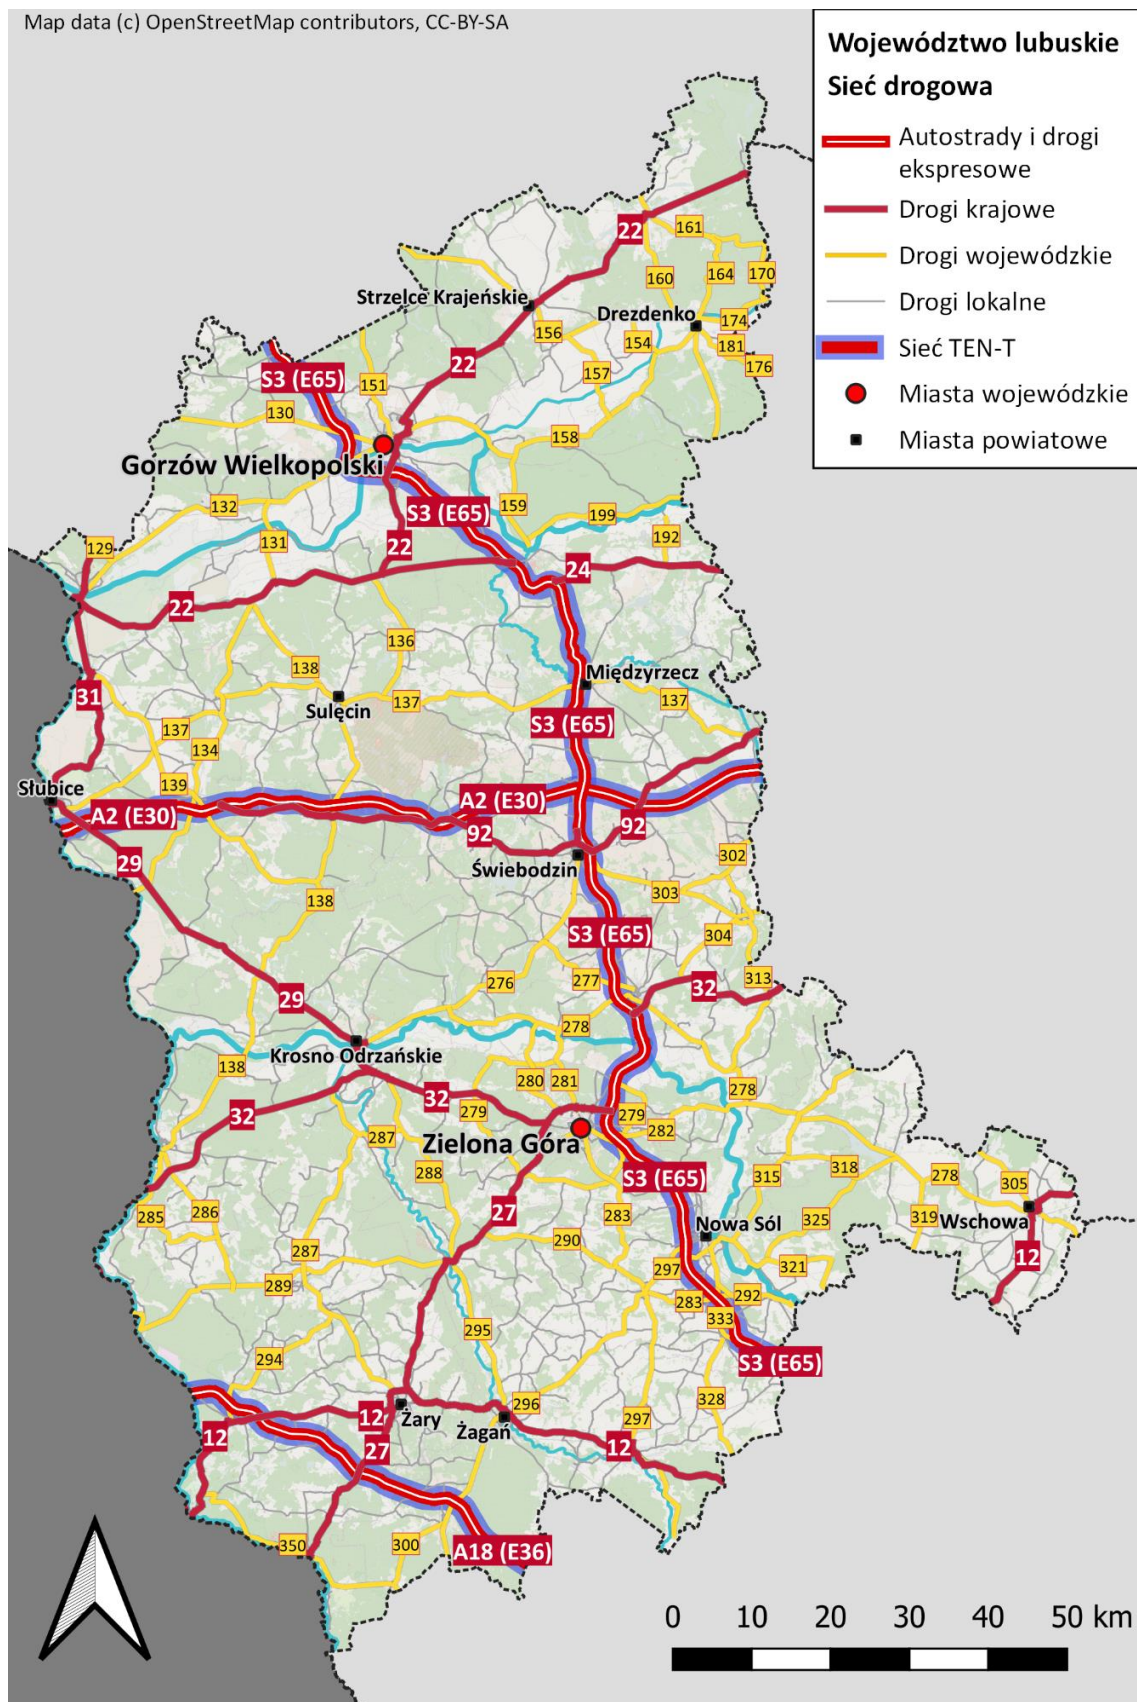 Map data (c) OpenStreetMap contributors, CC-BY-SA
Województwo lubuskie
Sieć drogowa
Autostrady i drogi
ekspresowe
Drogi krajowe
Drogi wojewódzkie
Drogi lokalne
Sieć TEN-T
Miasta wojewódzkie
Miasta powiatowe
22
161
160
164
170
Strzelce Krajeńskie
Drezdenko
174
156
154
181
22
157
176
S3 (E65)
151
130
158
Gorzów Wielkopolski
132
159
S3 (E65)
199
131
192
129
22
24
22
136
138
Międzyrzecz
31
Sulęcin
137
137
S3 (E65)
137
134
139
Słubice
A2 (E30)
A2 (E30)
92
92
29
Świebodzin
302
303
138
S3 (E65)
304
276
277
313
32
29
278
Krosno Odrzańskie
138
280
281
278
32
32
279
279
287
Zielona Góra
282
288
S3 (E65)
315
318
278
305
285
286
27
283
325
319
Wschowa
Nowa Sól
287
290
12
297
321
289
283
292
333
295
294
S3 (E65)
296
328
12
Żary
297
12
Żagań
27
12
350
300
A18 (E36)
0 10 20 30 40 50 km